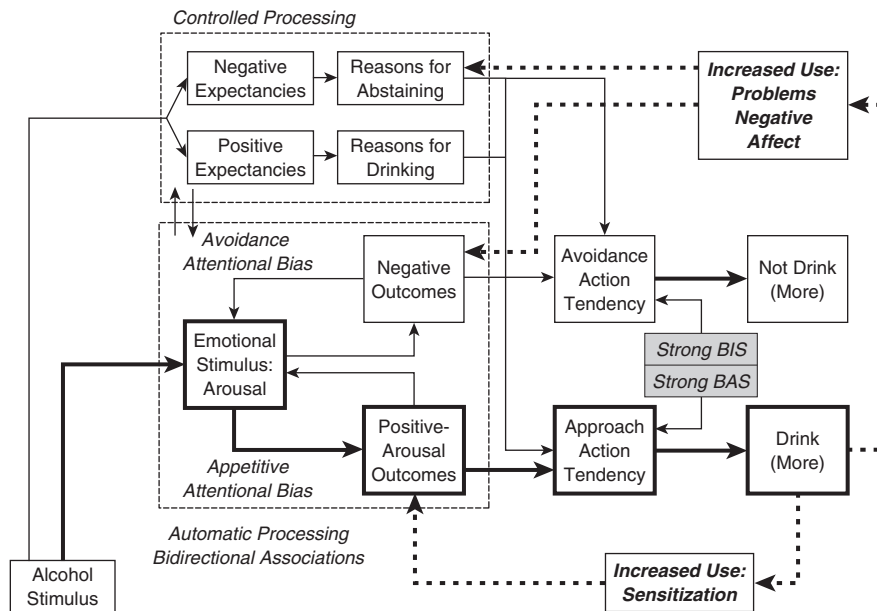 Controlled Processing
Negative
Expectancies
Reasons for
Abstaining
Increased Use:
Problems
Negative
Affect
Positive
Expectancies
Reasons for
Drinking
Avoidance
Attentional Bias
Negative
Outcomes
Avoidance
Action
Tendency
Not Drink
(More)
Emotional
Stimulus:
Arousal
Strong BIS
Strong BAS
Positive-
Arousal
Outcomes
Approach
Action
Tendency
Drink
(More)
Appetitive
Attentional Bias
Automatic Processing
Bidirectional Associations
Alcohol
Stimulus
Increased Use:
Sensitization